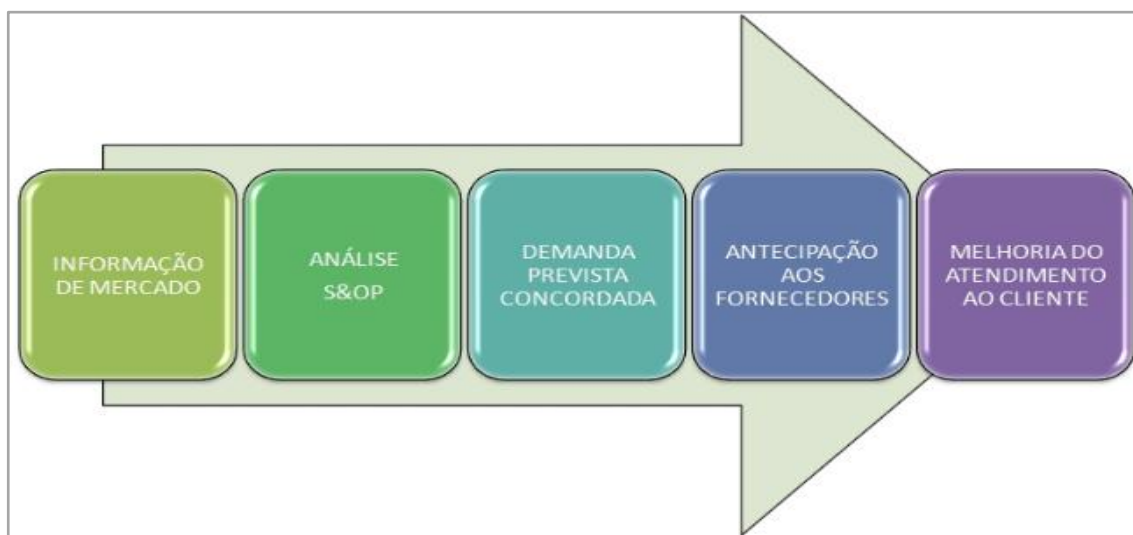 INFORMAÇÃO
DE MERCADO
ANÁLISE
S&OP
DEMANDA
PREVISTA
CONCORDADA
ANTECIPAÇÃO
AOS
FORNECEDORES
MELHORIA DO
ATENDIMENTO
AO CLIENTE